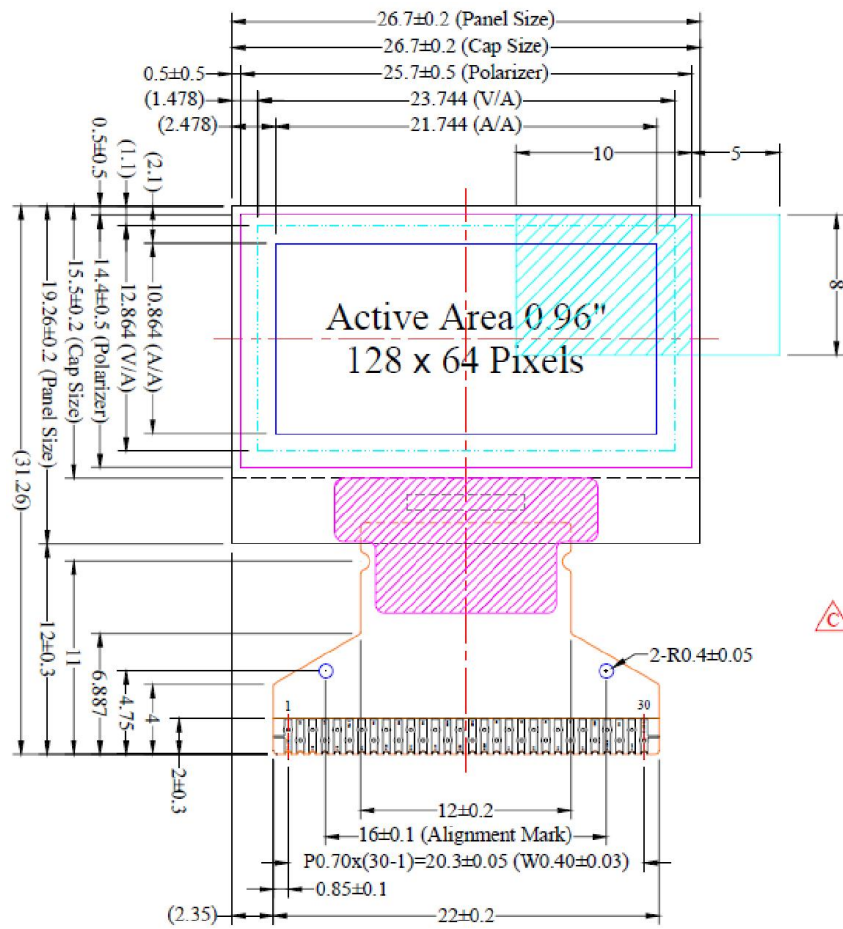 26.7±0.2 (Panel Size)
26.7±0.2 (Cap Size)
0.5±0.5
25.7±0.5 (Polarizer)
(1.478)
23.744 (V/A)
(2.478)
21.744 (A/A)
10
5
0.5±0.5
(1.1)
(2.1)
8
(31.26)
19.26±0.2 (Panel Size)
15.5±0.2 (Cap Size)
14.4±0.5 (Polarizer)
12.864 (V/A)
10.864 (A/A)
Active Area 0.96"
128 x 64 Pixels
C
12±0.3
11
6.887
4.75
4
2-R0.4±0.05
1
30
2±0.3
12±0.2
16±0.1 (Alignment Mark)
P0.70x(30-1)=20.3±0.05 (W0.40±0.03)
0.85±0.1
(2.35)
22±0.2